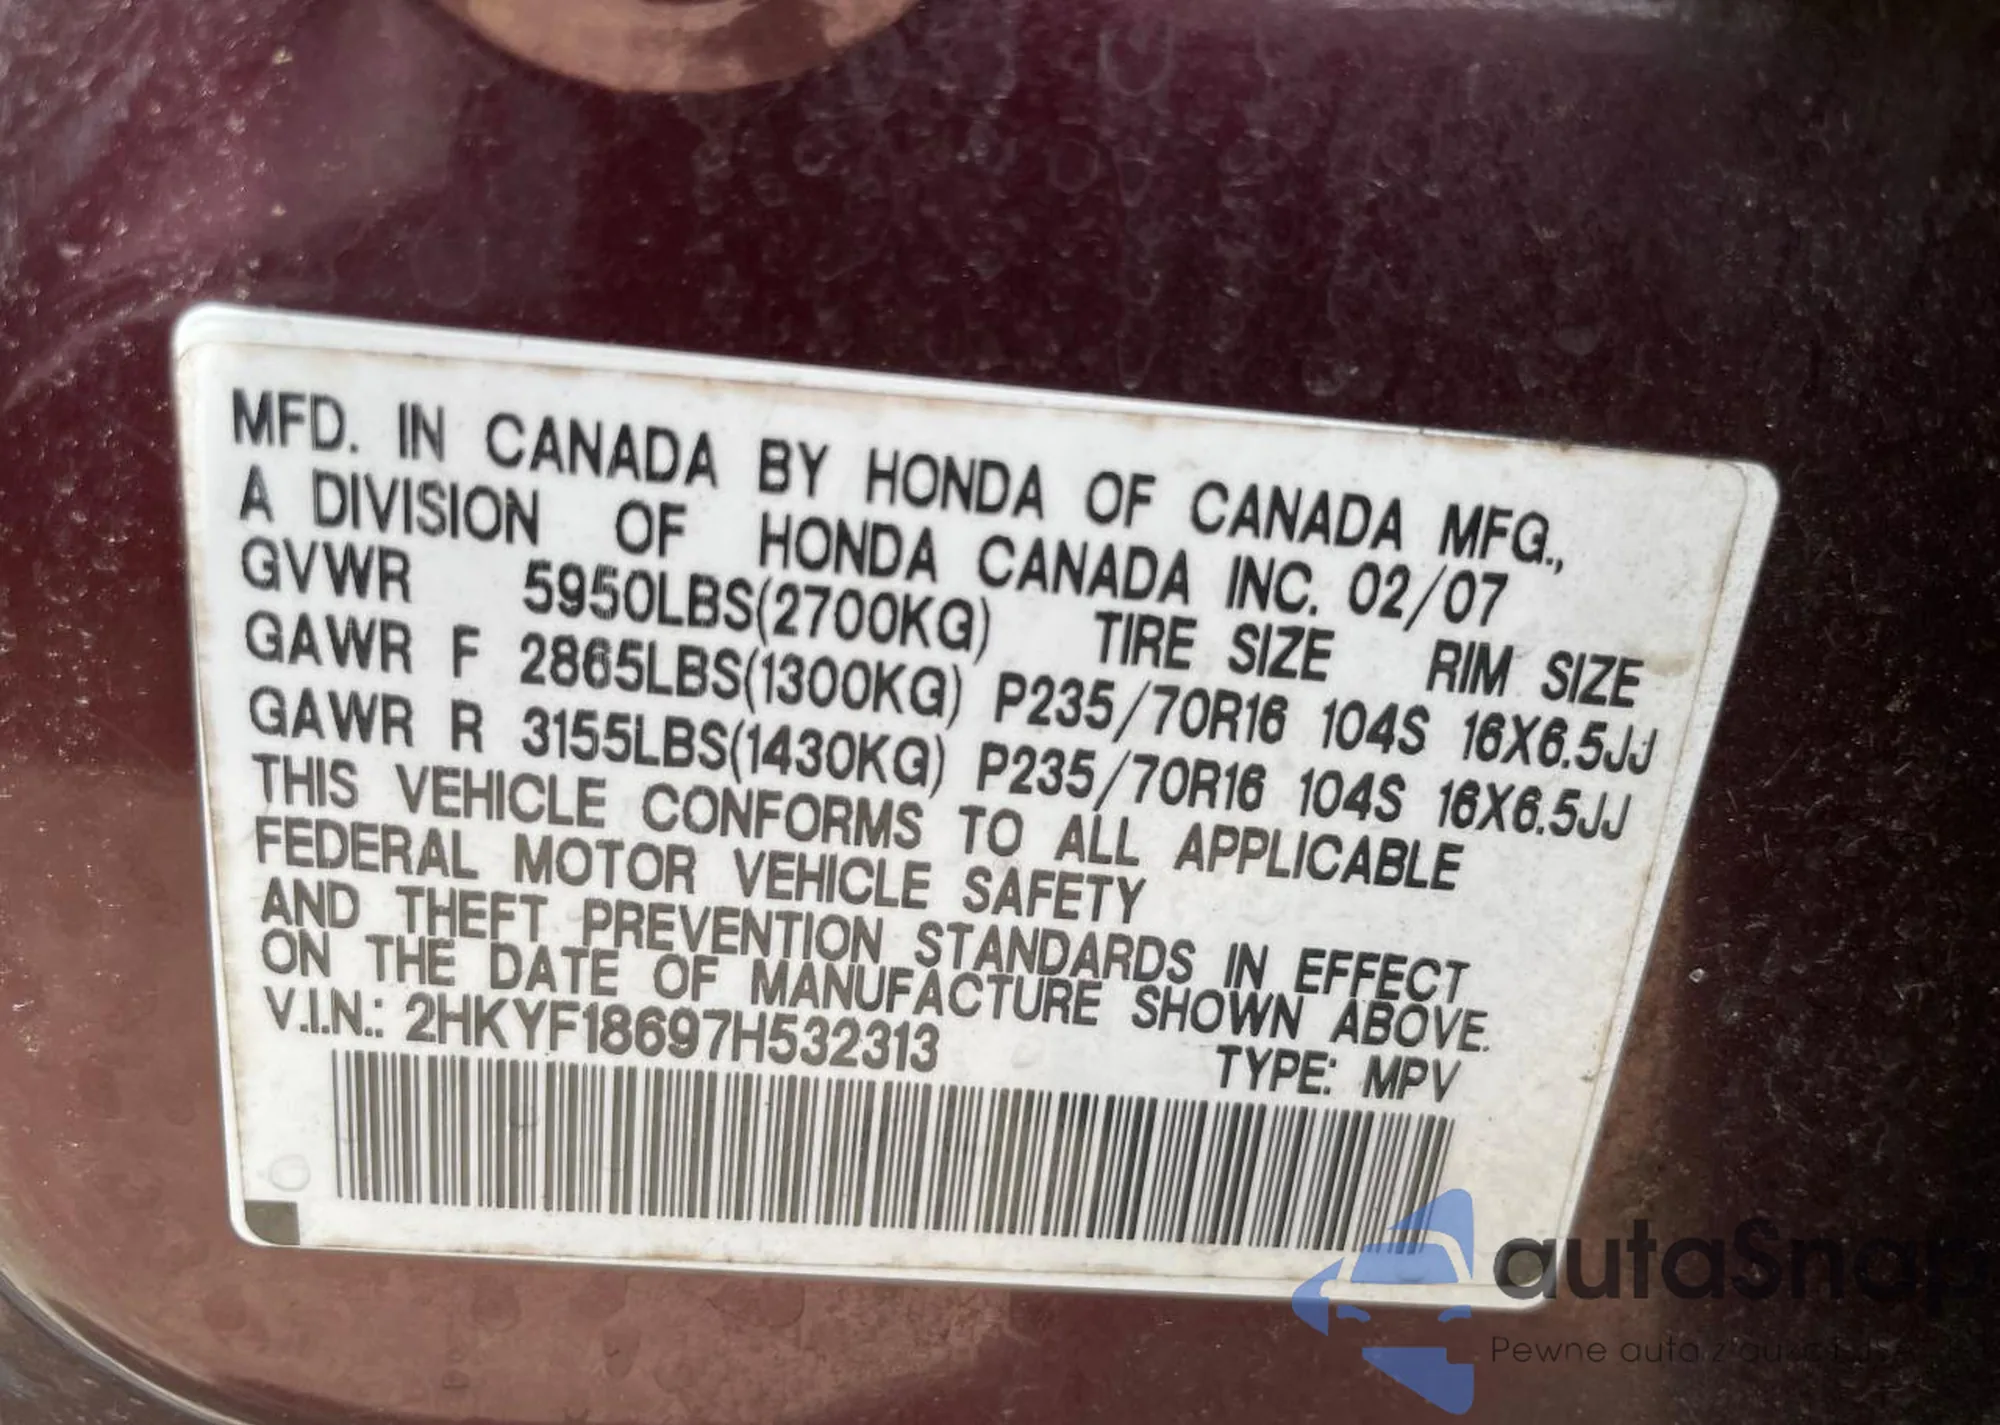 MFD. IN CANADA BY HONDA OF CANADA MFG.,
A DIVISION OF HONDA CANADA INC. 02/07
GVWR 5950LBS(2700KG) TIRE SIZE RIM SIZE
GAWR F 2865LBS(1300KG) P235/70R16 104S 16X6.5JJ
GAWR R 3155LBS(1430KG) P235/70R16 104S 16X6.5JJ
THIS VEHICLE CONFORMS TO ALL APPLICABLE
FEDERAL MOTOR VEHICLE SAFETY
AND THEFT PREVENTION STANDARDS IN EFFECT
ON THE DATE OF MANUFACTURE SHOWN ABOVE.
V.I.N.: 2HKYF18697H532313 TYPE: MPV
autaSnap
Pewne auta z